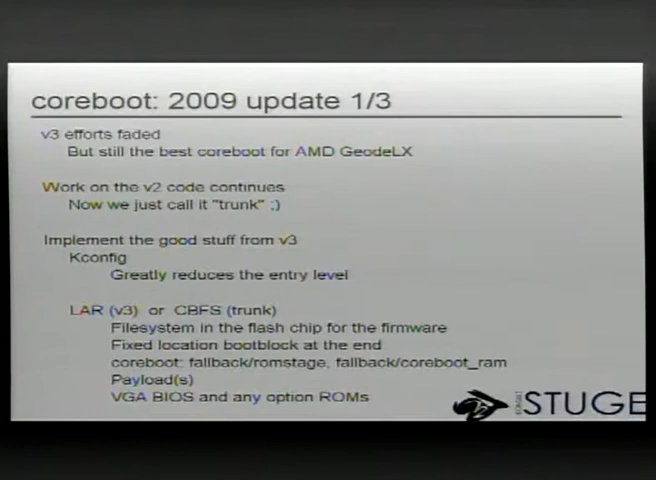 coreboot: 2009 update 1/3
v3 efforts faded
But still the best coreboot for AMD GeodeLX
Work on the v2 code continues
Now we just call it "trunk" ;)
Implement the good stuff from v3
Kconfig
Greatly reduces the entry level
LAR (v3) or CBFS (trunk)
Filesystem in the flash chip for the firmware
Fixed location bootblock at the end
coreboot: fallback/romstage, fallback/coreboot_ram
Payload(s)
VGA BIOS and any option ROMs
STUGE